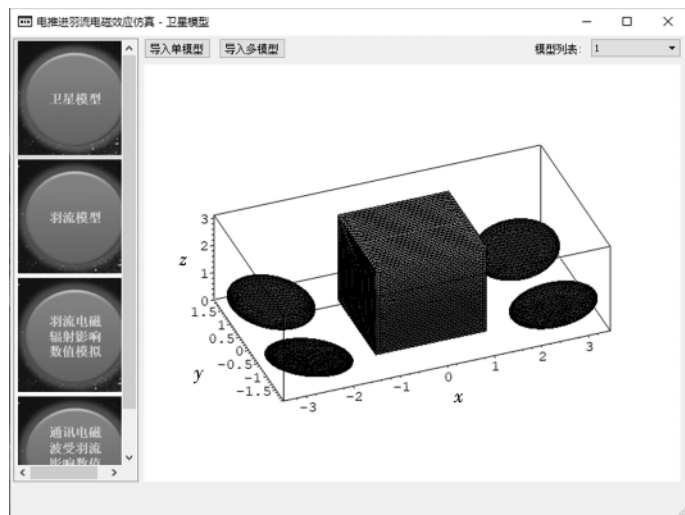 电推进羽流电磁效应仿真 - 卫星模型
导入单模型
导入多模型
模型列表:
1
卫星模型
羽流模型
羽流电磁
辐射影响
数值模拟
通讯电磁
波受羽流
影响数值
z
3
2
1
0
1.5
1
0.5
0
-0.5
-1
-1.5
y
-3
-2
-1
0
1
2
3
x